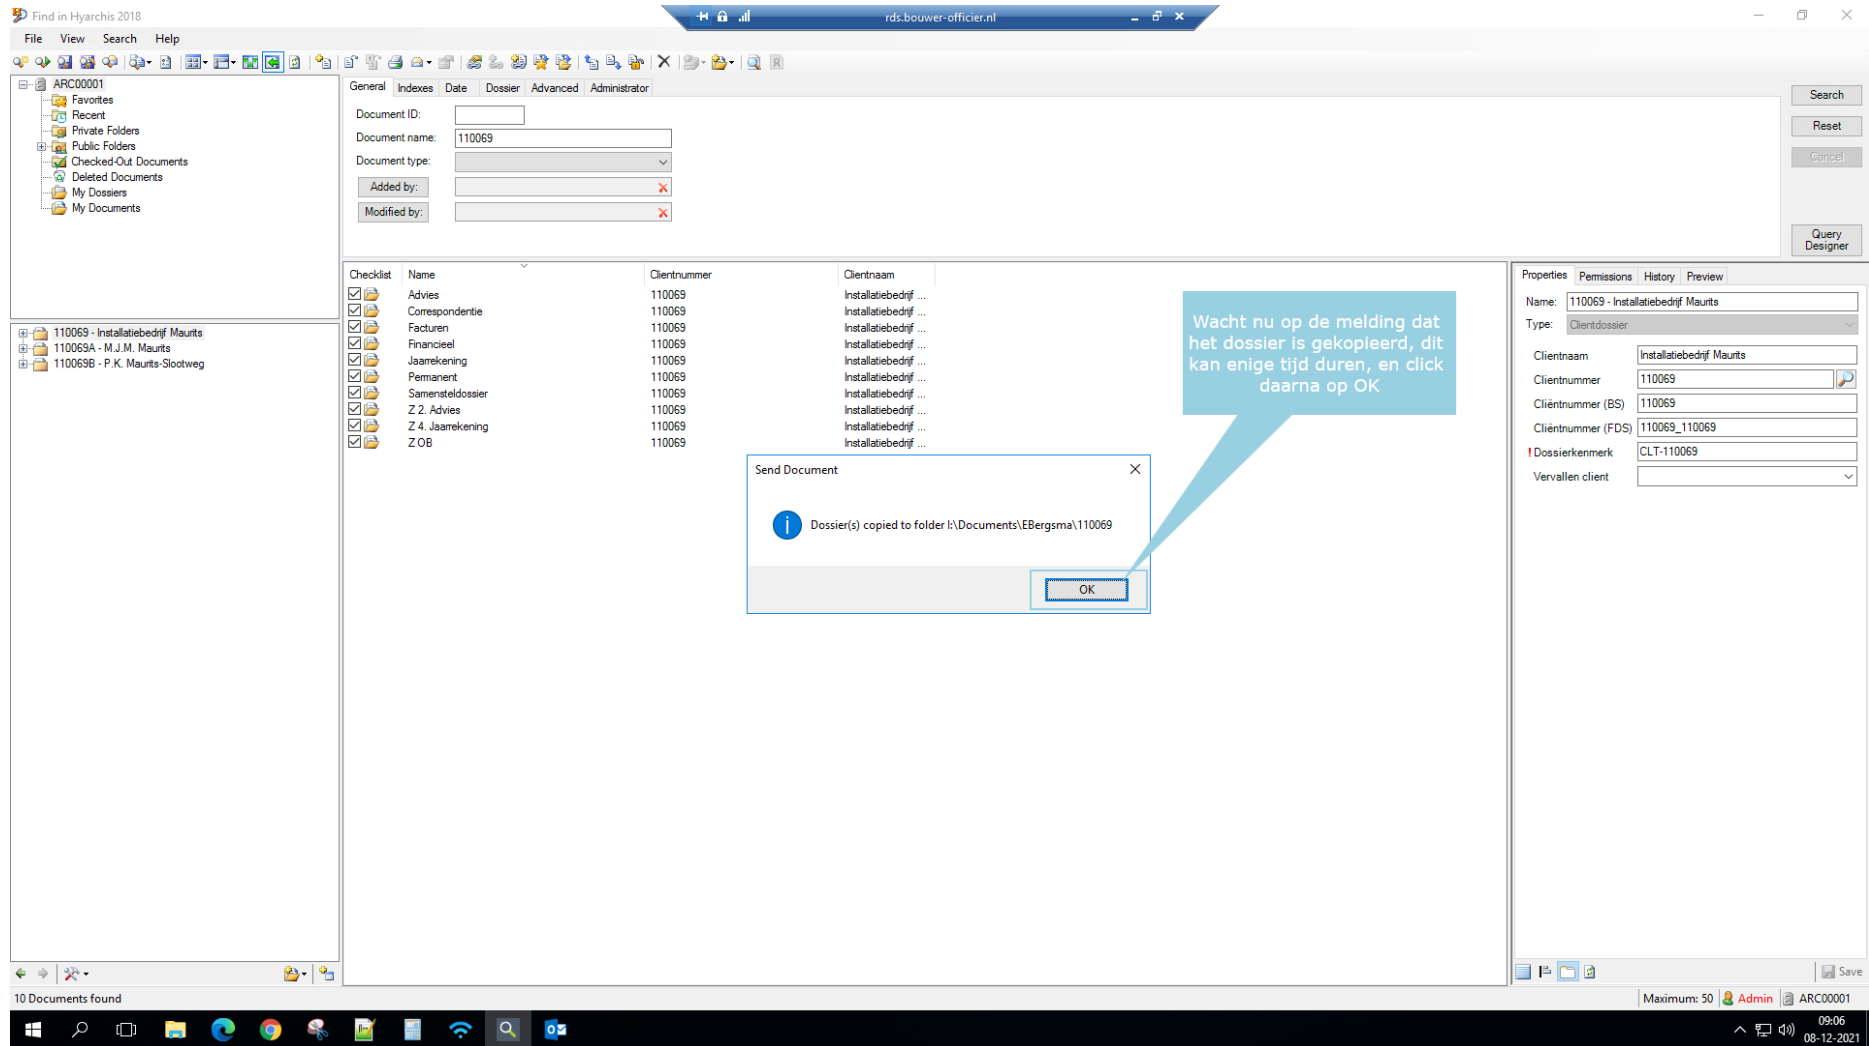 Find in Hyarchis 2018
rds.bouwer-officier.nl
File View Search Help
ARC00001
Favorites
Recent
Private Folders
Public Folders
Checked-Out Documents
Deleted Documents
My Dossiers
My Documents
110069 - Installatiebedrijf Maurits
110069A - M.J.M. Maurits
110069B - P.K. Maurits-Slootweg
General Indexes Date Dossier Advanced Administrator
Document ID:
Document name: 110069
Document type:
Added by:
Modified by:
Search
Reset
Cancel
Query
Designer
Checklist Name Clientnummer Clientnaam
Advies 110069 Installatiebedrijf ...
Correspondentie 110069 Installatiebedrijf ...
Facturen 110069 Installatiebedrijf ...
Financieel 110069 Installatiebedrijf ...
Jaarrekening 110069 Installatiebedrijf ...
Permanent 110069 Installatiebedrijf ...
Samensteldossier 110069 Installatiebedrijf ...
Z 2. Advies 110069 Installatiebedrijf ...
Z 4. Jaarrekening 110069 Installatiebedrijf ...
Z OB 110069 Installatiebedrijf ...
Wacht nu op de melding dat
het dossier is gekopieerd, dit
kan enige tijd duren, en click
daarna op OK
Send Document
Dossier(s) copied to folder I:\Documents\EBergsma\110069
OK
Properties Permissions History Preview
Name: 110069 - Installatiebedrijf Maurits
Type: Clientdossier
Clientnaam Installatiebedrijf Maurits
Clientnummer 110069
Cliëntnummer (BS) 110069
Cliëntnummer (FDS) 110069_110069
! Dossierkenmerk CLT-110069
Vervallen client
Save
10 Documents found
Maximum: 50 Admin ARC00001
09:06
08-12-2021